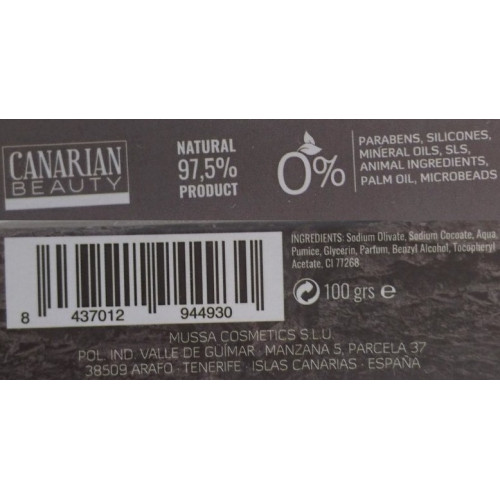 CANARIAN
BEAUTY
NATURAL
97,5%
PRODUCT
0%
PARABENS, SILICONES,
MINERAL OILS, SLS,
ANIMAL INGREDIENTS,
PALM OIL, MICROBEADS
INGREDIENTS: Sodium Olivate, Sodium Cocoate, Aqua,
Pumice, Glycerin, Parfum, Benzyl Alcohol, Tocopheryl
Acetate, CI 71268
100 grs e
8 437012 944930
MUSSA COSMETICS S.L.U.
POL. IND. VALLE DE GÜÍMAR · MANZANA 5, PARCELA 37
38509 ARAFO · TENERIFE · ISLAS CANARIAS · ESPAÑA